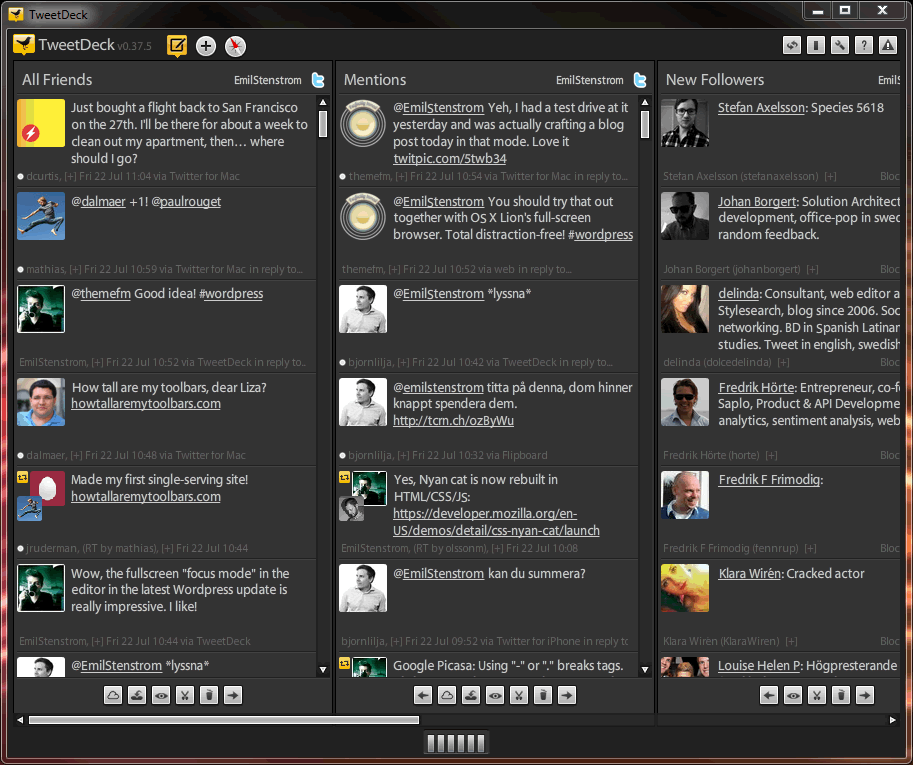 TweetDeck
TweetDeck v0.37.5
All Friends EmilStenstrom
Just bought a flight back to San Francisco
on the 27th. I'll be there for about a week to
clean out my apartment, then... where
should I go?
dcurtis, [+] Fri 22 Jul 11:04 via Twitter for Mac
@dalmaer +1! @paulrouget
mathias, [+] Fri 22 Jul 10:59 via Twitter for Mac in reply to...
@themefm Good idea! #wordpress
EmilStenstrom, [+] Fri 22 Jul 10:52 via TweetDeck in reply to...
How tall are my toolbars, dear Liza?
howtallaremytoolbars.com
dalmaer, [+] Fri 22 Jul 10:48 via Twitter for Mac
Made my first single-serving site!
howtallaremytoolbars.com
jruderman, (RT by mathias), [+] Fri 22 Jul 10:44
Wow, the fullscreen "focus mode" in the
editor in the latest Wordpress update is
really impressive. I like!
EmilStenstrom, [+] Fri 22 Jul 10:44 via TweetDeck
@EmilStenstrom *lyssna*
Mentions EmilStenstrom
@EmilStenstrom Yeh, I had a test drive at it
yesterday and was actually crafting a blog
post today in that mode. Love it
twitpic.com/5twb34
themefm, [+] Fri 22 Jul 10:54 via Twitter for Mac in reply to...
@EmilStenstrom You should try that out
together with Os X Lion's full-screen
browser. Total distraction-free! #wordpress
themefm, [+] Fri 22 Jul 10:52 via web in reply to...
@EmilStenstrom *lyssna*
bjornlilja, [+] Fri 22 Jul 10:42 via TweetDeck in reply to...
@emilstenstrom titta på denna, dom hinner
knappt spendera dem.
http://tcrn.ch/ozByWu
bjornlilja, [+] Fri 22 Jul 10:32 via Flipboard
Yes, Nyan cat is now rebuilt in
HTML/CSS/Js:
https://developer.mozilla.org/en-
US/demos/detail/css-nyan-cat/launch
EmilStenstrom, (RT by olssonm), [+] Fri 22 Jul 10:08
@EmilStenstrom kan du summera?
bjornlilja, [+] Fri 22 Jul 09:52 via Twitter for iPhone in reply to
Google Picasa: Using "-" or "." breaks tags.
New Followers EmilS
Stefan Axelsson: Species 5618
Stefan Axelsson (stefanaxelsson) [+] Bloc
Johan Borgert: Solution Architect
development, office-pop in swed
random feedback.
Johan Borgert (johanborgert) [+] Bloc
delinda: Consultant, web editor a
Stylesearch, blog since 2006. Soc
networking. BD in Spanish Latinam
studies. Tweet in english, swedish
delinda (dolcedelinda) [+] Bloc
Fredrik Hörte: Entrepreneur, co-fo
Saplo, Product & API Developme
analytics, sentiment analysis, web
Fredrik Hörte (horte) [+] Bloc
Fredrik F Frimodig:
Fredrik F Frimodig (fennrup) [+] Bloc
Klara Wirén: Cracked actor
Klara Wirén (KlaraWiren) [+] Bloc
Louise Helen P: Högpresterande